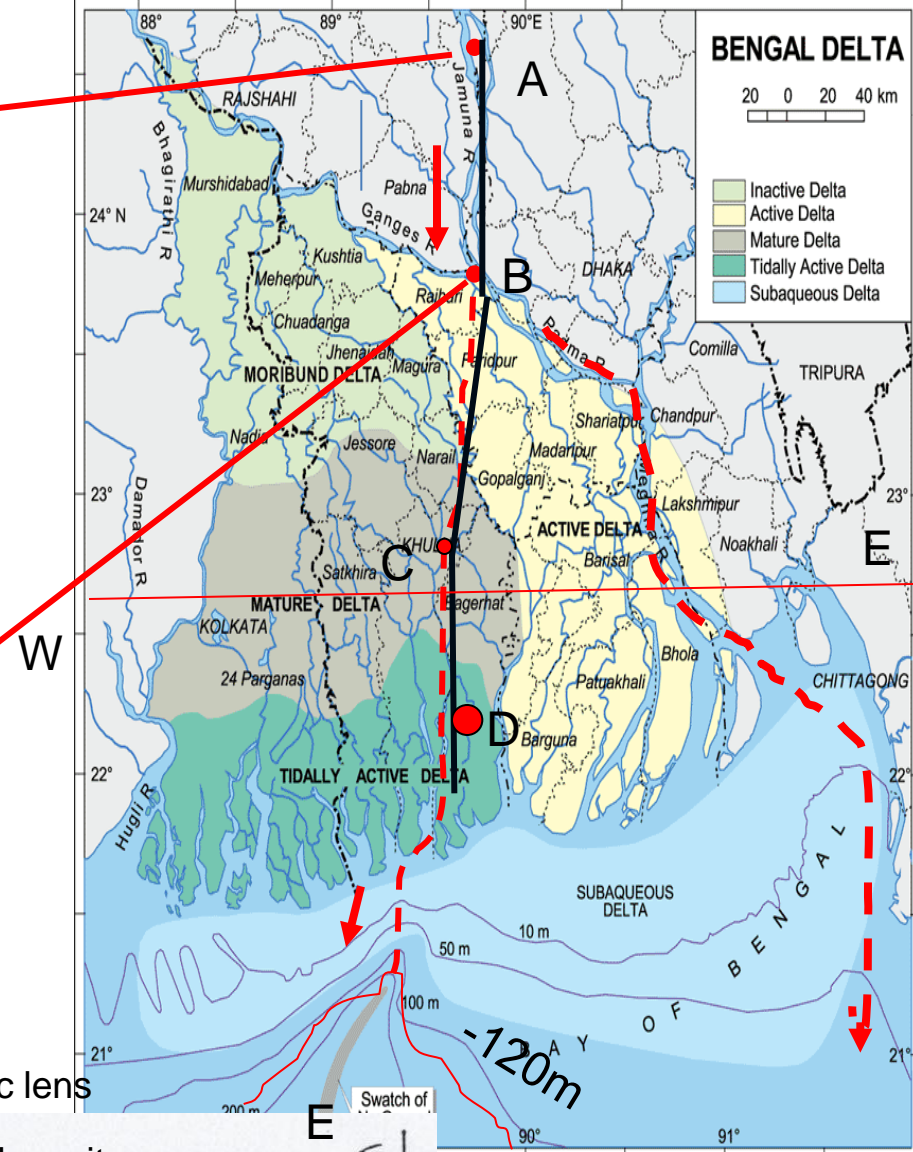 88°
89°
90°E
BENGAL DELTA
20 0 20 40 km
Inactive Delta
Active Delta
Mature Delta
Tidally Active Delta
Subaqueous Delta
A
Jamuna R
RAJSHAHI
Bhagirathi R
Murshidabad
Pabna
24° N
Ganges R
Kushtia
Meherpur
B
DHAKA
Rajbari
Chuadanga
Padma R
Jhenaidah
Magura
Faridpur
MORIBUND DELTA
Comilla
TRIPURA
Shariatpur
Chandpur
Nadia
Jessore
Narail
Madaripur
Gopalganj
23°
23°
Damador R
Meghna R
Lakshmipur
ACTIVE DELTA
Noakhali
E
KHULNA
C
Satkhira
Barisal
MATURE DELTA
Bagerhat
KOLKATA
W
Bhola
24 Parganas
Patuakhali
CHITTAGONG
D
Barguna
22°
22°
TIDALLY ACTIVE DELTA
Hugli R
SUBAQUEOUS
DELTA
10 m
50 m
100 m
BAY OF BENGAL
-120m
21°
21°
c lens
200 m
Swatch of
E
90°
91°